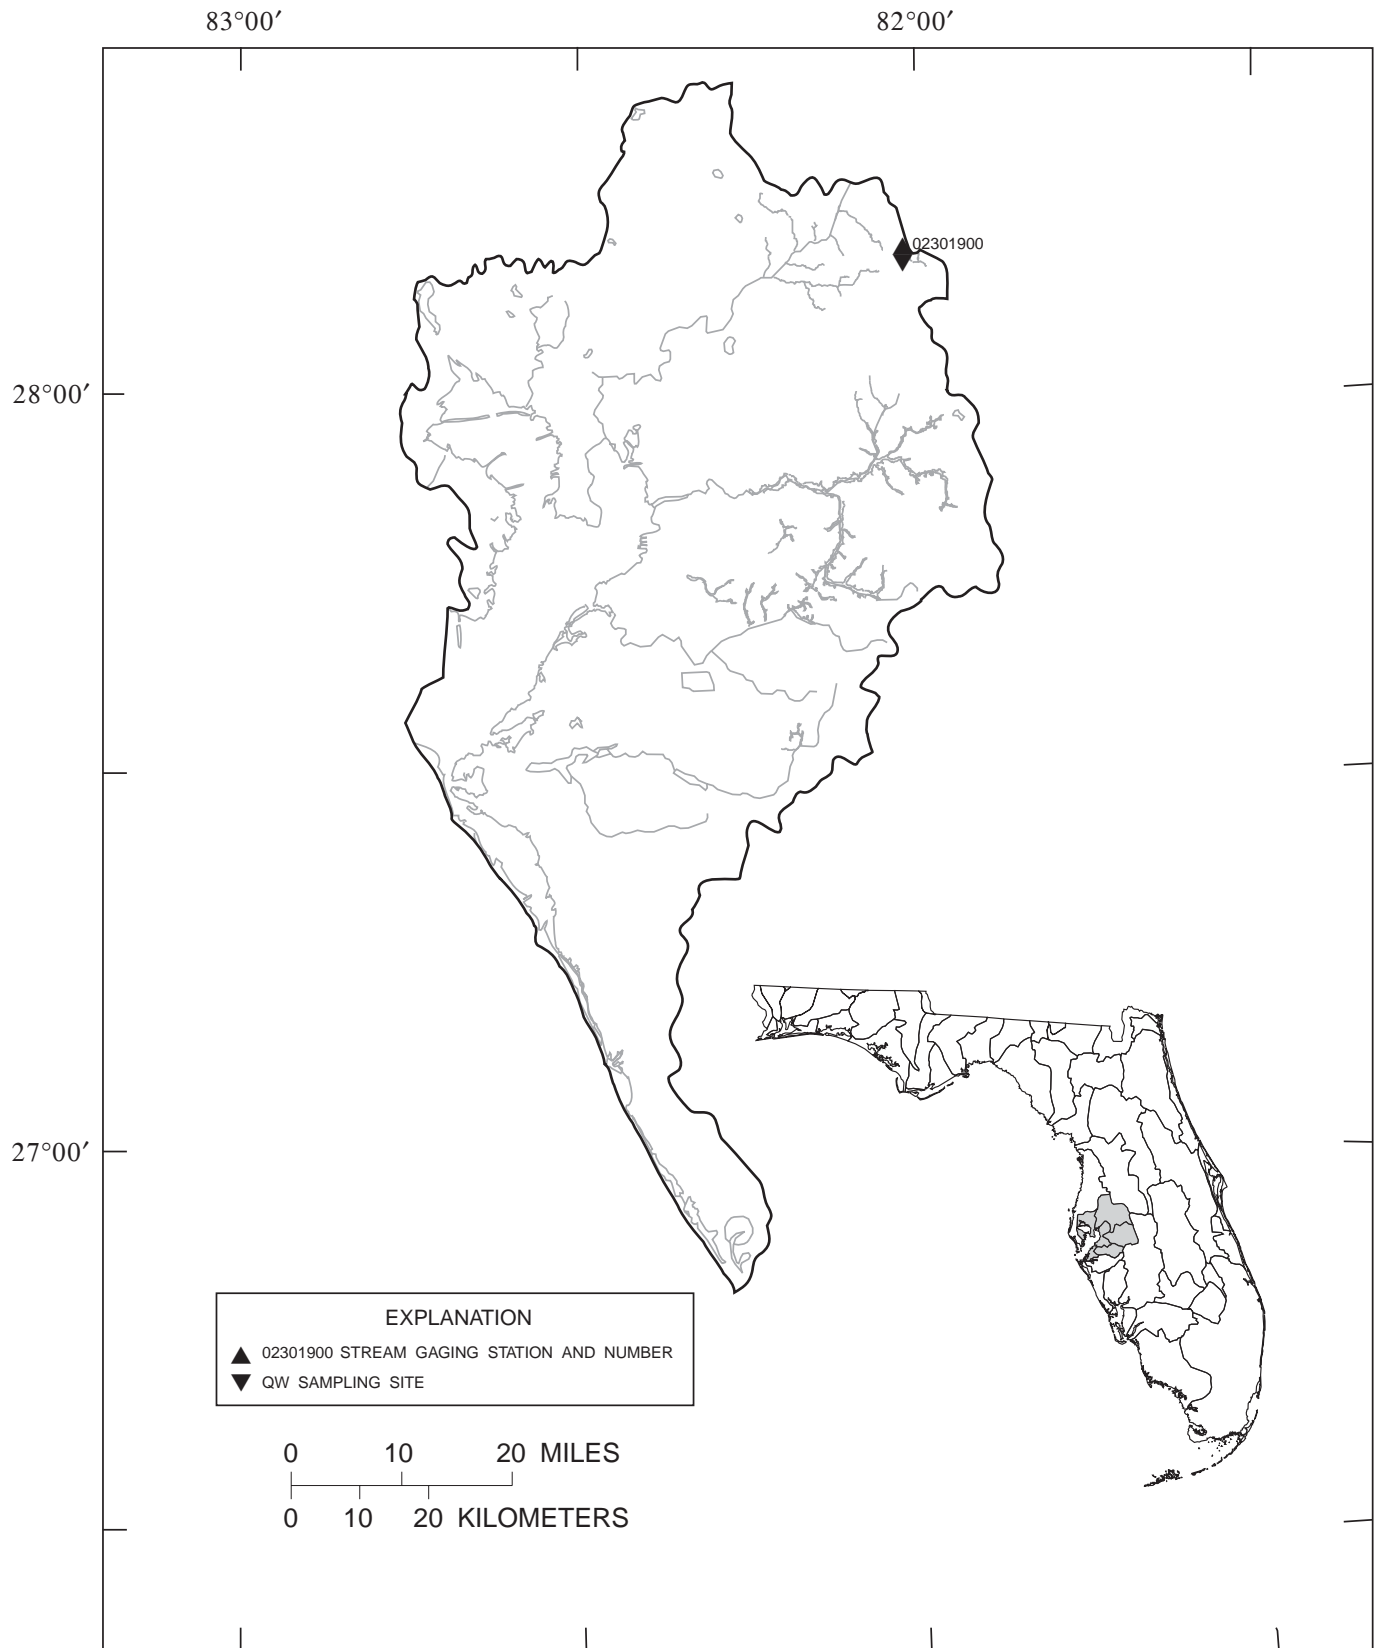 83°00′ 82°00′
02301900
28°00′
27°00′
EXPLANATION
02301900 STREAM GAGING STATION AND NUMBER
QW SAMPLING SITE
0 10 20 MILES
0 10 20 KILOMETERS